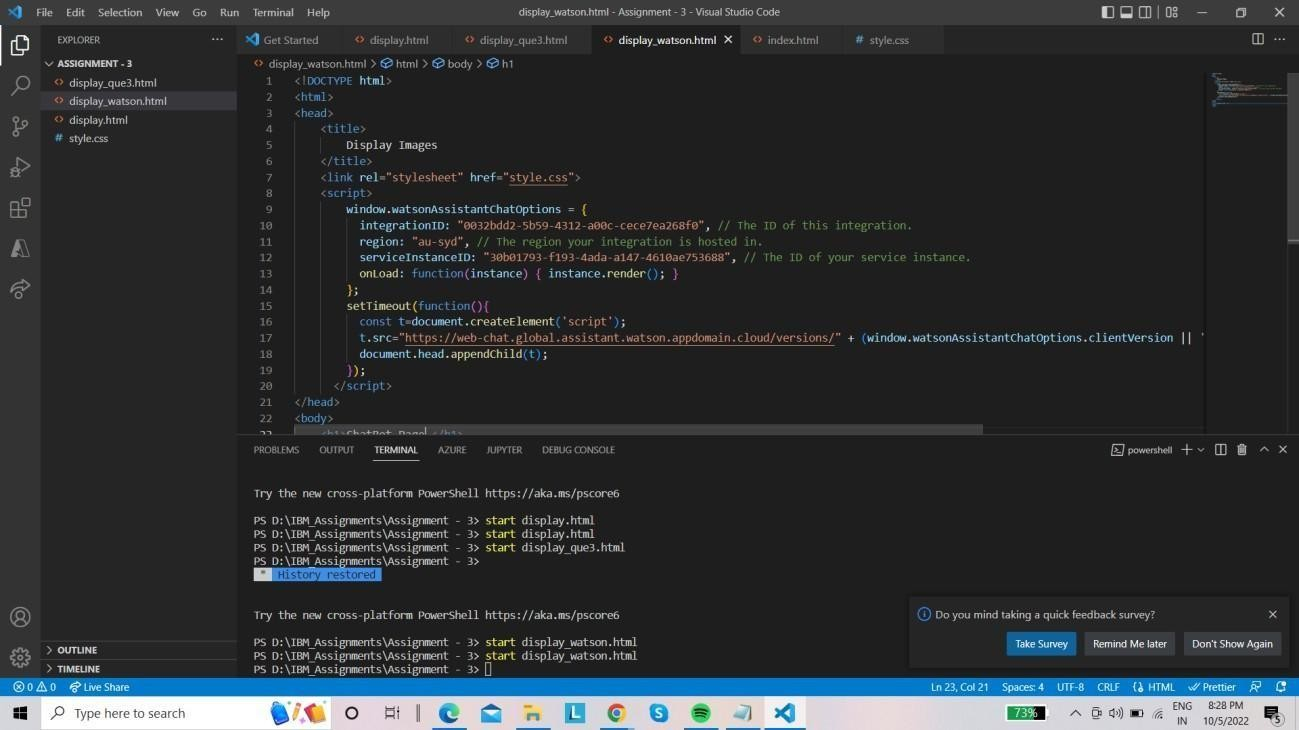 File Edit Selection View Go Run Terminal Help
display_watson.html - Assignment - 3 - Visual Studio Code
EXPLORER
ASSIGNMENT - 3
display_que3.html
display_watson.html
display.html
style.css
OUTLINE
TIMELINE
Get Started
display.html
display_que3.html
display_watson.html
index.html
style.css
display_watson.html > html > body > h1
1 <!DOCTYPE html>
2 <html>
3 <head>
4 <title>
5 Display Images
6 </title>
7 <link rel="stylesheet" href="style.css">
8 <script>
9 window.watsonAssistantChatOptions = {
10 integrationID: "0032bdd2-5b59-4312-a00c-cece7ea268f0", // The ID of this integration.
11 region: "au-syd", // The region your integration is hosted in.
12 serviceInstanceID: "30b01793-f193-4ada-a147-4610ae753688", // The ID of your service instance.
13 onLoad: function(instance) { instance.render(); }
14 };
15 setTimeout(function(){
16 const t=document.createElement('script');
17 t.src="https://web-chat.global.assistant.watson.appdomain.cloud/versions/" + (window.watsonAssistantChatOptions.clientVersion || '
18 document.head.appendChild(t);
19 });
20 </script>
21 </head>
22 <body>
23 <h1>ChatBot Page </h1>
PROBLEMS OUTPUT TERMINAL AZURE JUPYTER DEBUG CONSOLE
powershell
Try the new cross-platform PowerShell https://aka.ms/pscore6
PS D:\IBM_Assignments\Assignment - 3> start display.html
PS D:\IBM_Assignments\Assignment - 3> start display.html
PS D:\IBM_Assignments\Assignment - 3> start display_que3.html
PS D:\IBM_Assignments\Assignment - 3>
* History restored
Try the new cross-platform PowerShell https://aka.ms/pscore6
PS D:\IBM_Assignments\Assignment - 3> start display_watson.html
PS D:\IBM_Assignments\Assignment - 3> start display_watson.html
PS D:\IBM_Assignments\Assignment - 3>
Do you mind taking a quick feedback survey?
Take Survey
Remind Me later
Don't Show Again
0 0 Live Share
Ln 23, Col 21 Spaces: 4 UTF-8 CRLF HTML Prettier
Type here to search
73%
ENG
IN
8:28 PM
10/5/2022
5